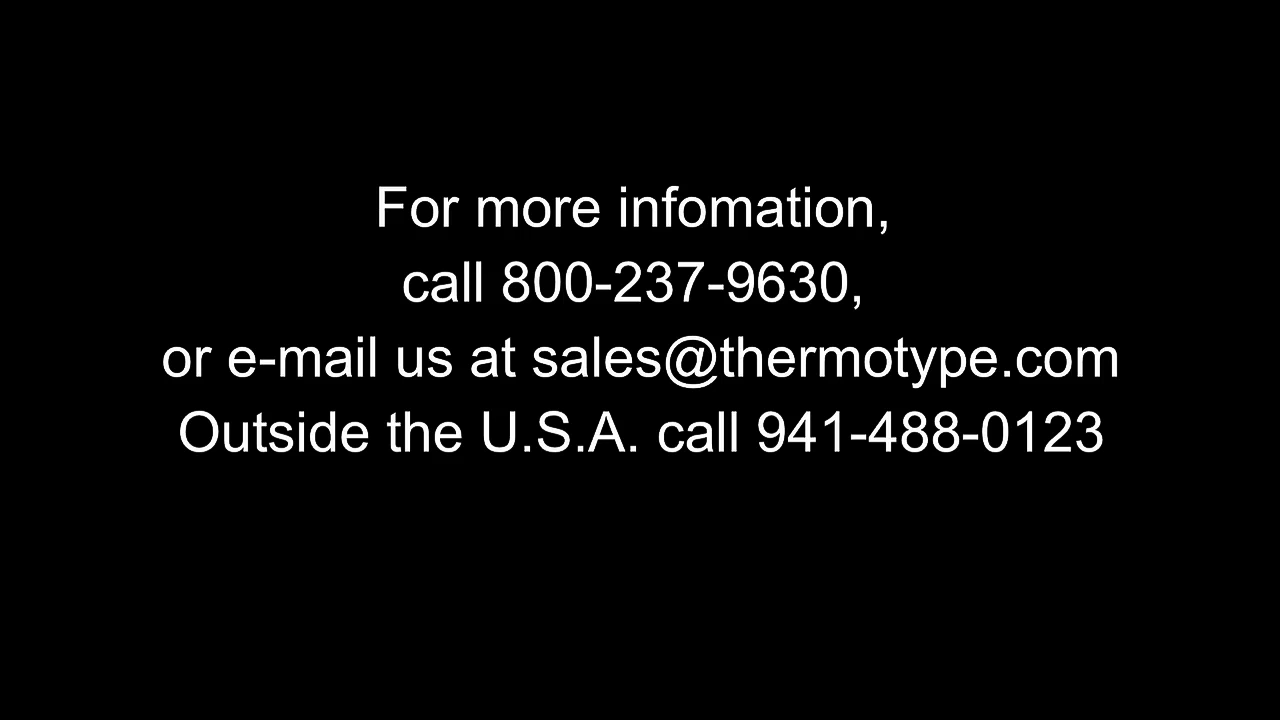 For more infomation,
call 800-237-9630,
or e-mail us at sales@thermotype.com
Outside the U.S.A. call 941-488-0123